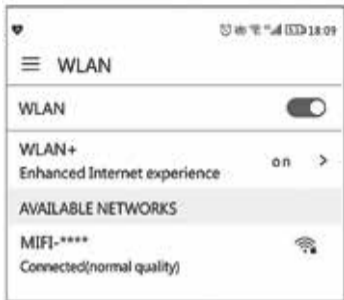 18:09
WLAN
WLAN
WLAN+
on >
Enhanced Internet experience
AVAILABLE NETWORKS
MIFI-****
Connected(normal quality)